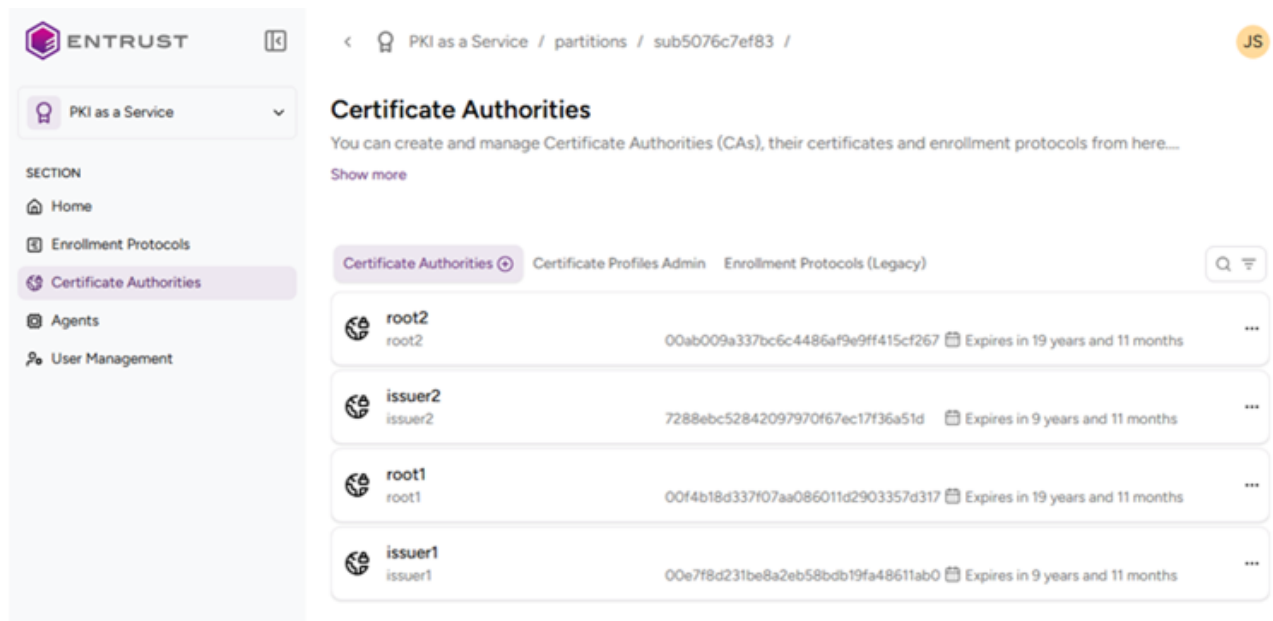 ENTRUST
PKI as a Service / partitions / sub5076c7ef83 /
JS
PKI as a Service
SECTION
Home
Enrollment Protocols
Certificate Authorities
Agents
User Management
Certificate Authorities
You can create and manage Certificate Authorities (CAs), their certificates and enrollment protocols from here....
Show more
Certificate Authorities Certificate Profiles Admin Enrollment Protocols (Legacy)
root2
root2 00ab009a337bc6c4486af9e9ff415cf267 Expires in 19 years and 11 months
issuer2
issuer2 7288ebc52842097970f67ec17f36a51d Expires in 9 years and 11 months
root1
root1 00f4b18d337f07aa086011d2903357d317 Expires in 19 years and 11 months
issuer1
issuer1 00e7f8d231be8a2eb58bdb19fa48611ab0 Expires in 9 years and 11 months